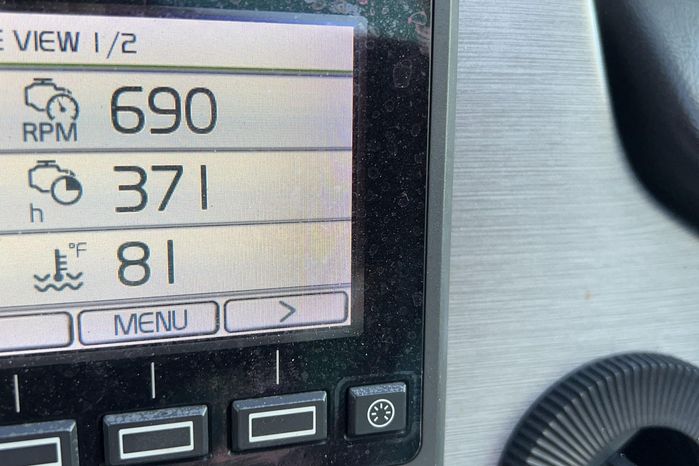 E VIEW 1/2
690
RPM
371
h
°F
81
MENU
>